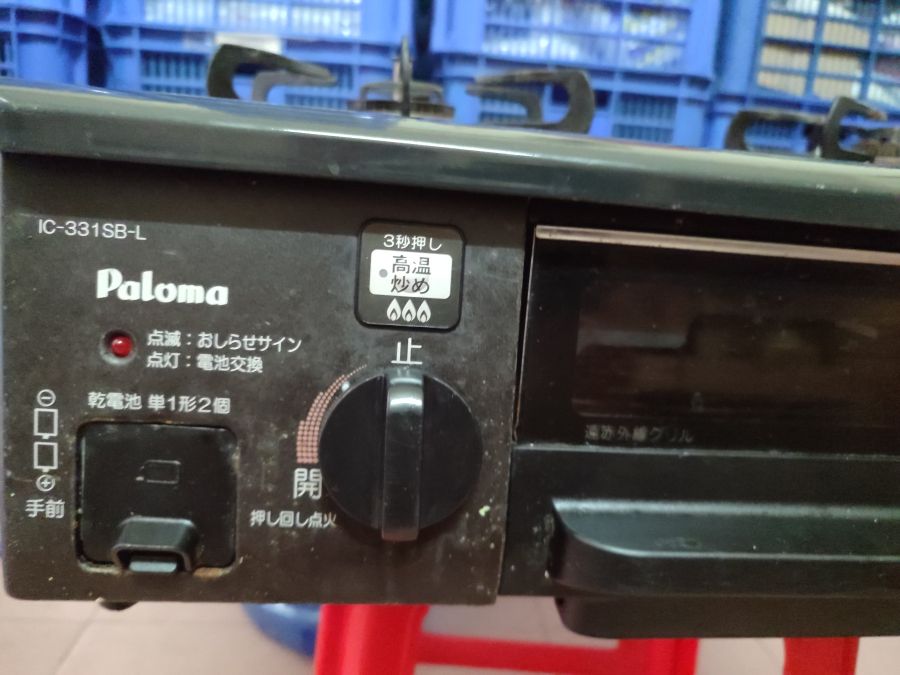 IC-331SB-L
Paloma
3秒押し
高温
炒め
点滅：おしらせサイン
点灯：電池交換
止
乾電池 単1形2個
開
押し回し点火
手前
遠赤外線グリル